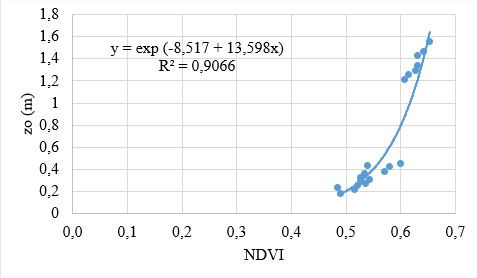 1,8
1,6
1,4
1,2
1
0,8
0,6
0,4
0,2
0
zo (m)
y = exp (-8,517 + 13,598x)
R² = 0,9066
0,0 0,1 0,2 0,3 0,4 0,5 0,6 0,7
NDVI